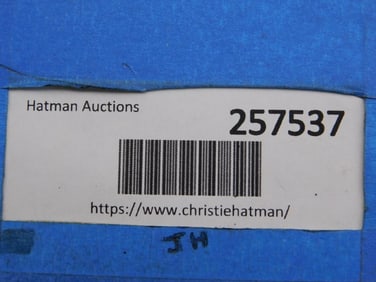 Hatman Auctions
257537
https://www.christiehatman/
JH